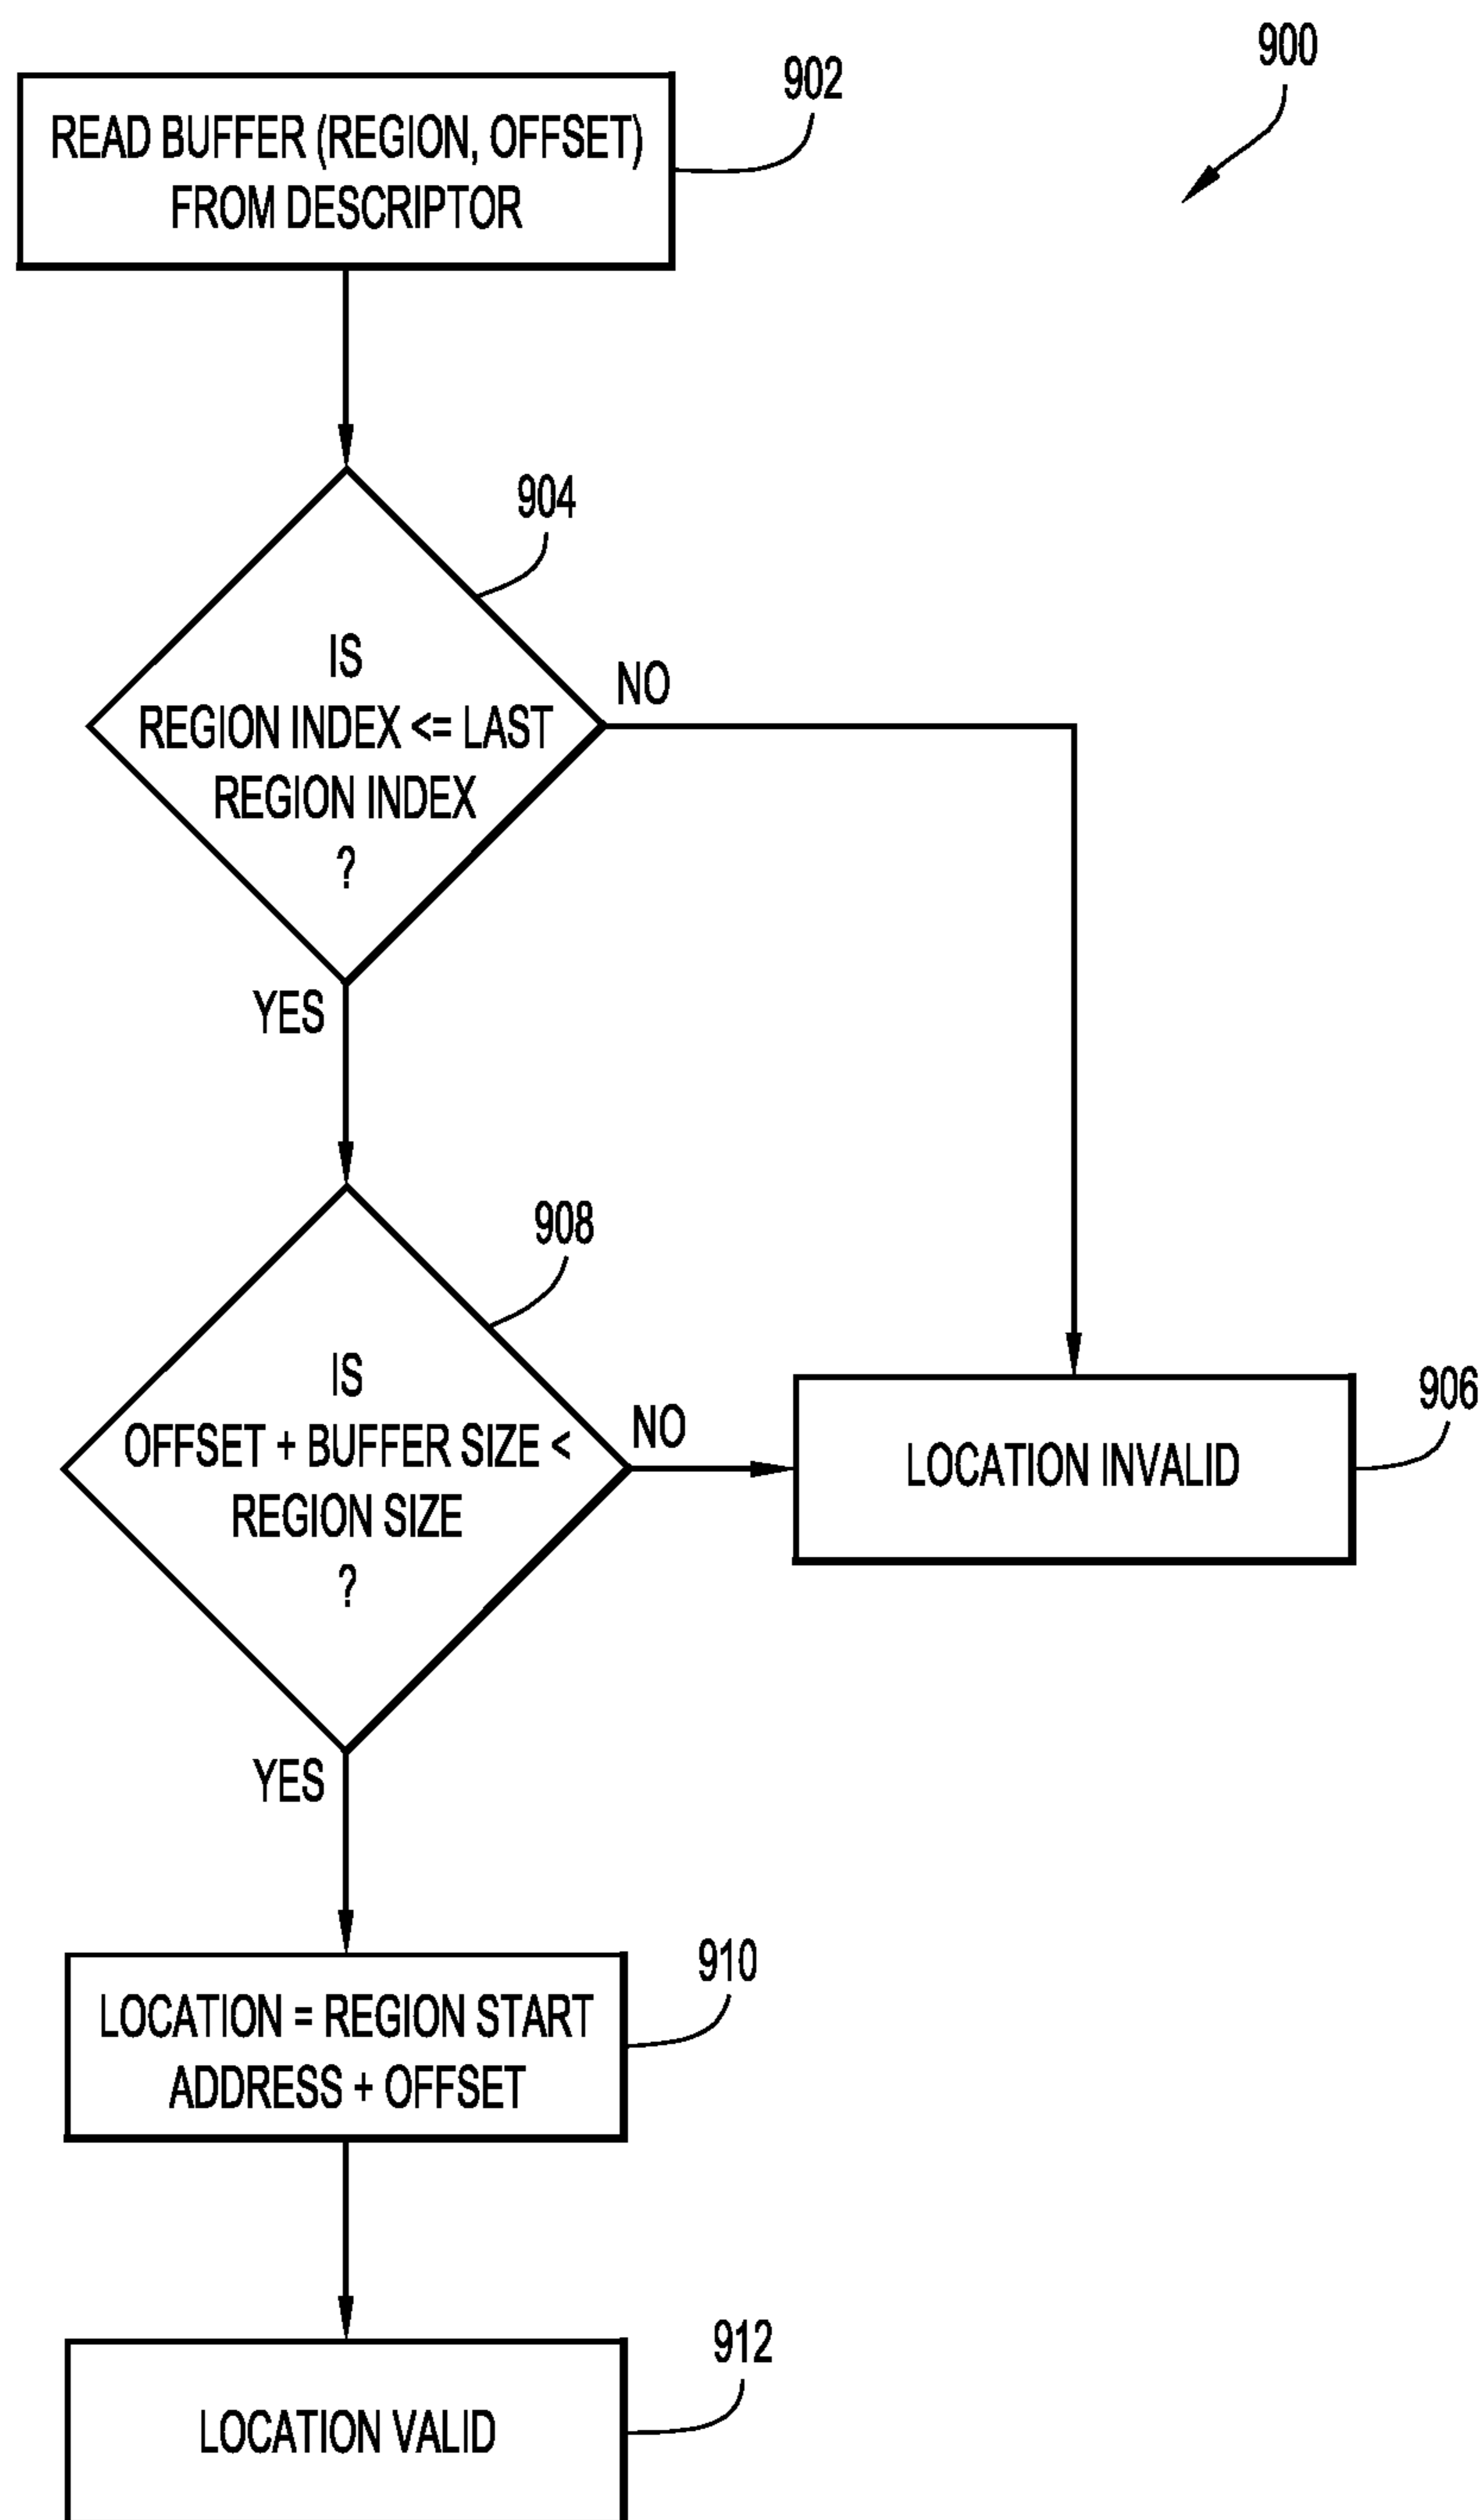 900
902
READ BUFFER (REGION, OFFSET)
FROM DESCRIPTOR
904
IS
REGION INDEX <= LAST
REGION INDEX
?
NO
YES
908
IS
OFFSET + BUFFER SIZE <
REGION SIZE
?
NO
906
LOCATION INVALID
YES
910
LOCATION = REGION START
ADDRESS + OFFSET
912
LOCATION VALID